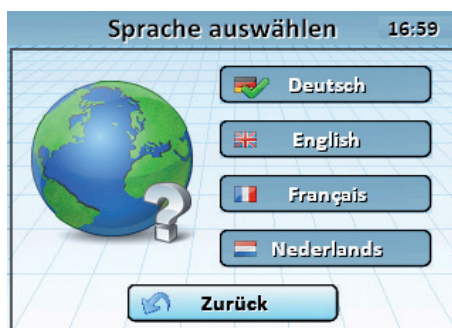 Sprache auswählen 16:59
Deutsch
English
Français
Nederlands
Zurück